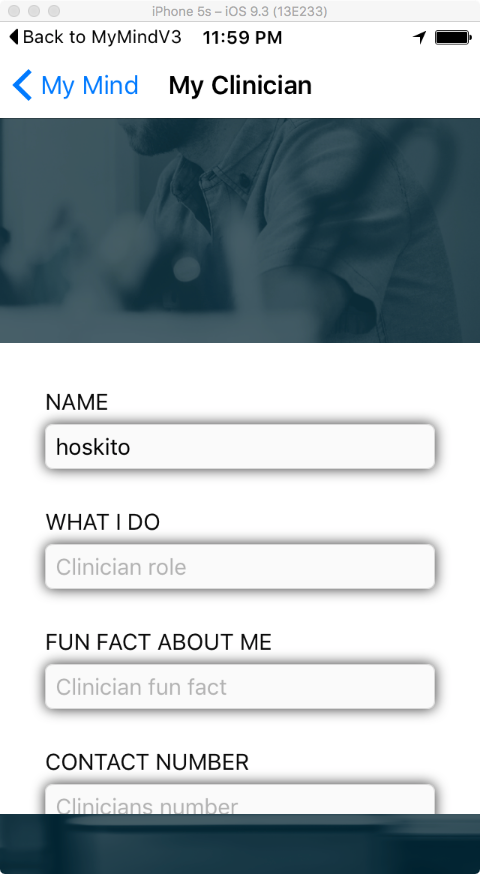 iPhone 5s – iOS 9.3 (13E233)
Back to MyMindV3 11:59 PM
My Mind My Clinician
NAME
hoskito
WHAT I DO
Clinician role
FUN FACT ABOUT ME
Clinician fun fact
CONTACT NUMBER
Clinicians number